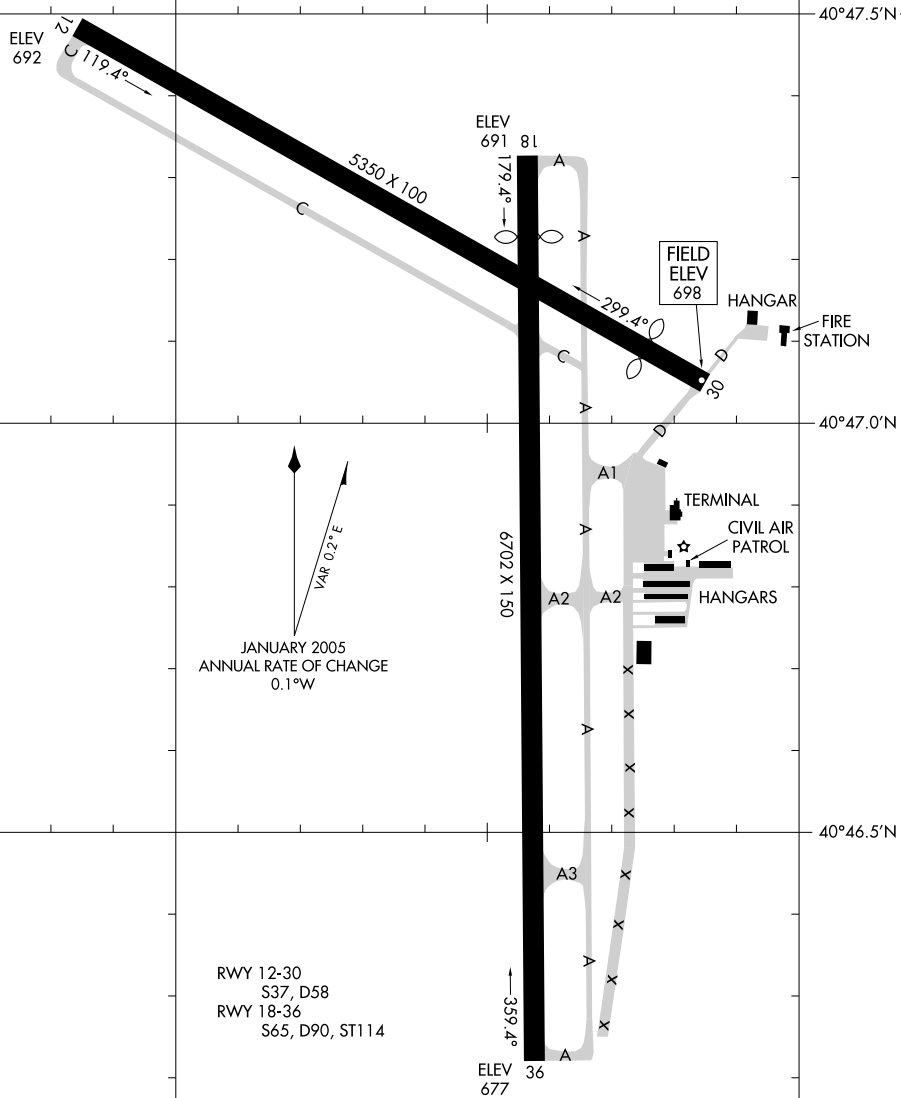 40°47.5'N
12
ELEV
692
C
119.4°
ELEV
691
18
A
179.4°
5350 X 100
C
A
FIELD
ELEV
698
HANGAR
299.4°
FIRE
STATION
C
D
30
A
40°47.0'N
D
A1
TERMINAL
VAR 0.2° E
A
CIVIL AIR
PATROL
6702 X 150
A2
A2
HANGARS
JANUARY 2005
ANNUAL RATE OF CHANGE
0.1°W
X
X
A
X
X
40°46.5'N
A3
X
X
A
X
RWY 12-30
S37, D58
RWY 18-36
S65, D90, ST114
359.4°
X
A
ELEV
677
36